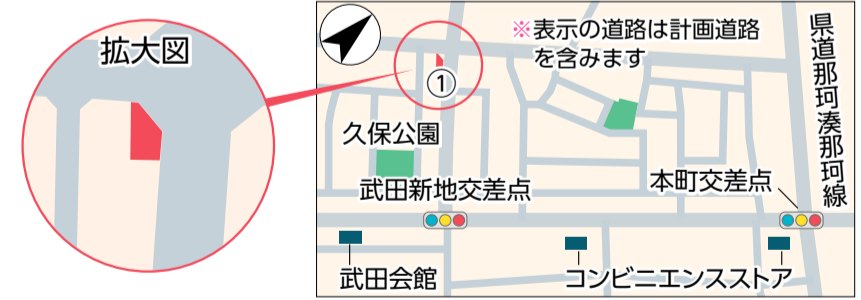 拡大図
※表示の道路は計画道路
を含みます
①
久保公園
武田新地交差点
本町交差点
県道那珂湊那珂線
武田会館
コンビニエンスストア